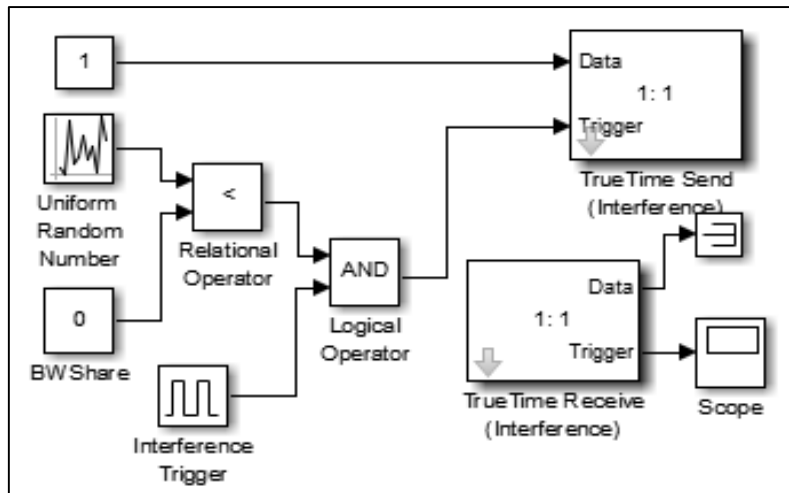 1
Data
1: 1
Trigger
TrueTime Send
(Interference)
Uniform
Random
Number
<
Relational
Operator
0
BWShare
AND
Logical
Operator
Interference
Trigger
Data
1: 1
Trigger
TrueTime Receive
(Interference)
Scope